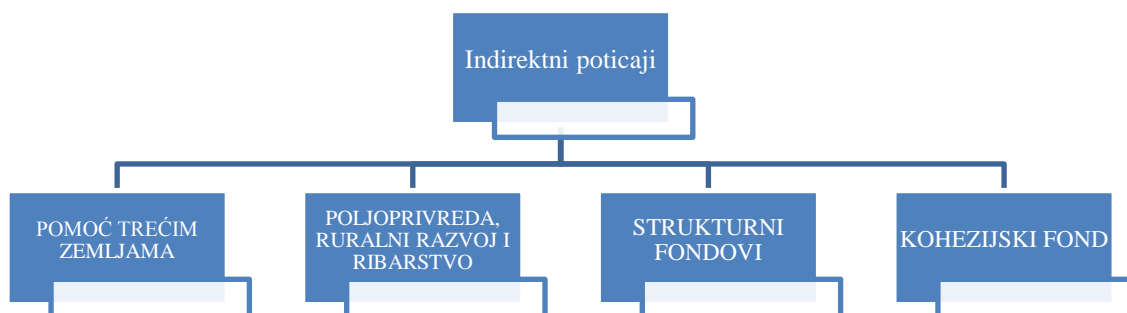 Indirektni poticaji
POMOĆ TREĆIM
ZEMLJAMA
POLJOPRIVREDA,
RURALNI RAZVOJ I
RIBARSTVO
STRUKTURNI
FONDOVI
KOHEZIJSKI FOND